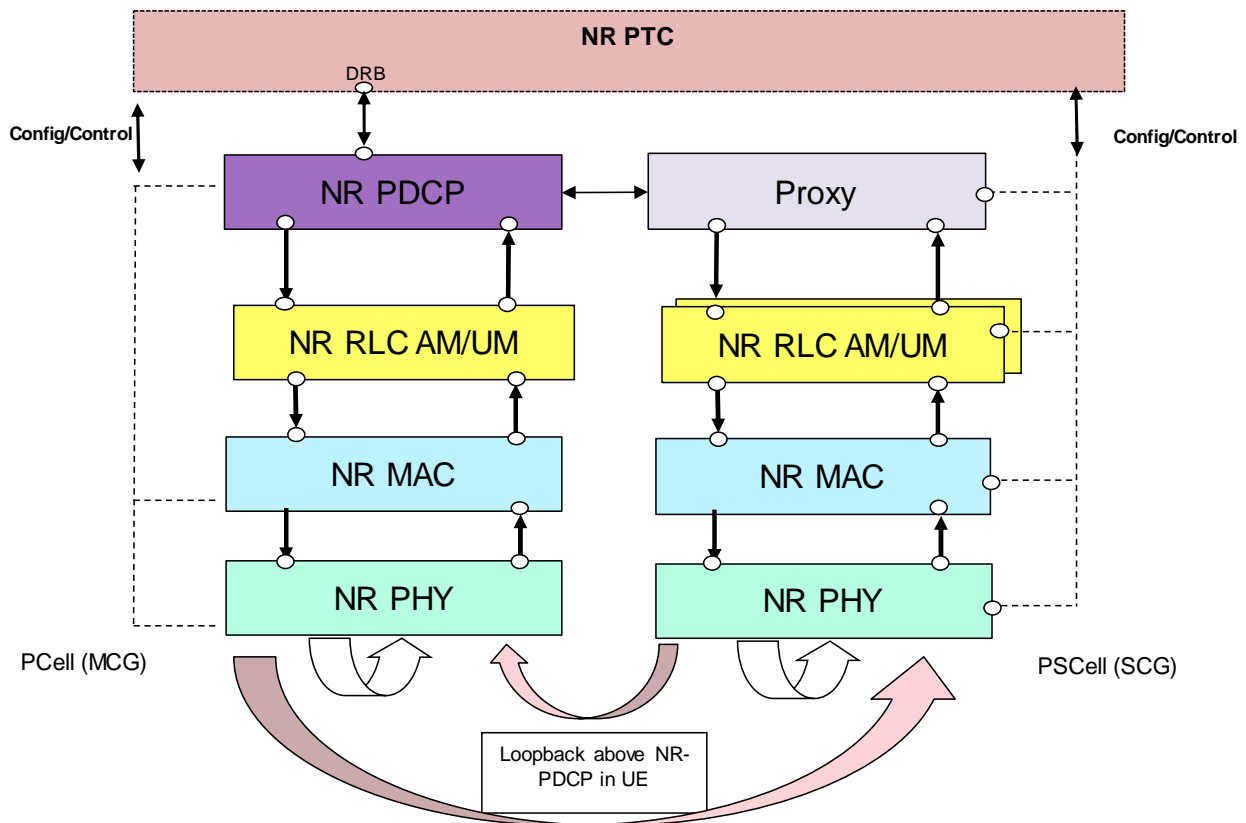 NR PTC
DRB
Config/Control
Config/Control
NR PDCP
Proxy
NR RLC AM/UM
NR RLC AM/UM
NR MAC
NR MAC
NR PHY
NR PHY
PCell (MCG)
PSCell (SCG)
Loopback above NR-
PDCP in UE